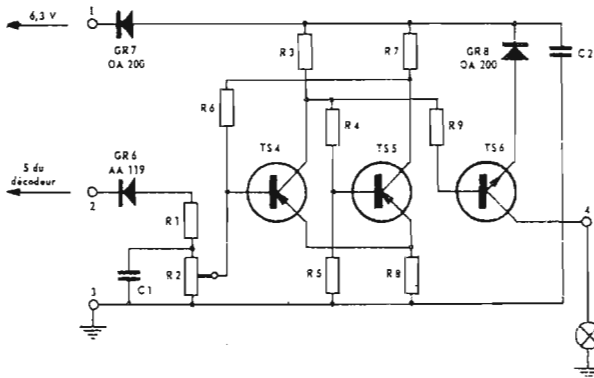 6,3 V
1
GR7
OA 200
R3
R7
GR8
OA 200
C2
R6
R4
R9
TS4
TS5
TS6
5 du
décodeur
GR6
AA 119
2
R1
4
C1
R2
R5
R8
3